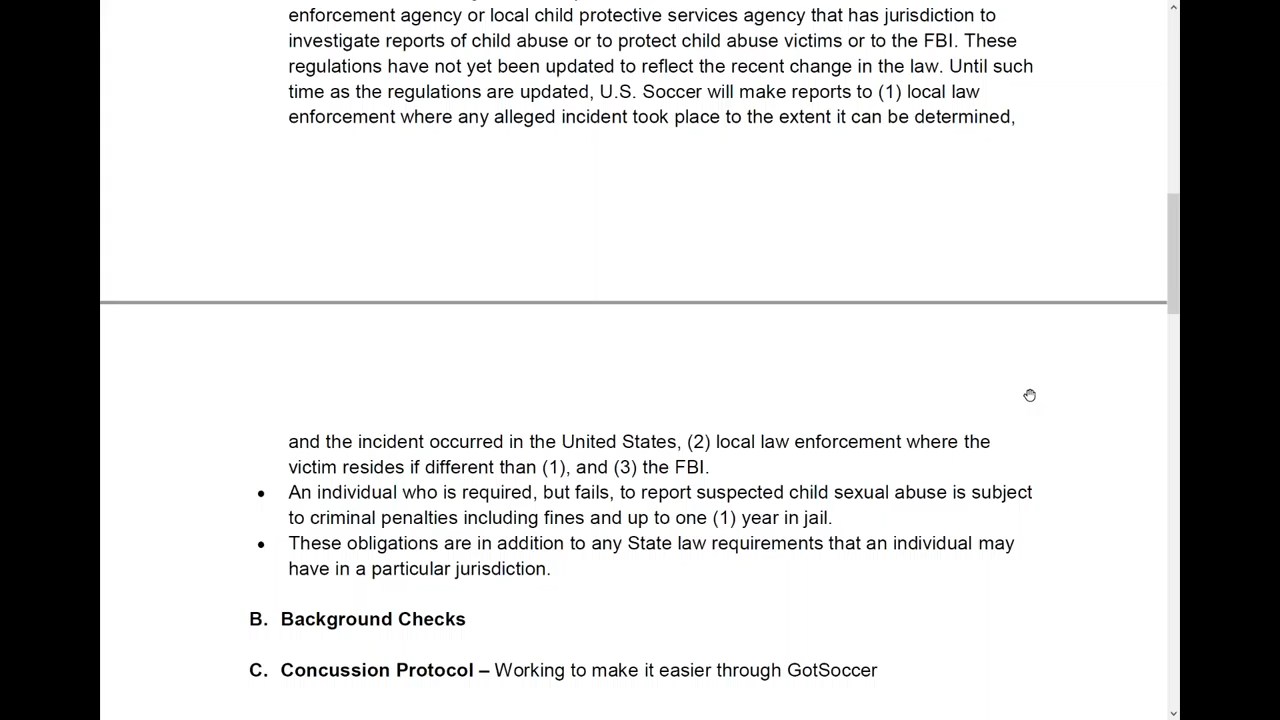 enforcement agency or local child protective services agency that has jurisdiction to
investigate reports of child abuse or to protect child abuse victims or to the FBI. These
regulations have not yet been updated to reflect the recent change in the law. Until such
time as the regulations are updated, U.S. Soccer will make reports to (1) local law
enforcement where any alleged incident took place to the extent it can be determined,
and the incident occurred in the United States, (2) local law enforcement where the
victim resides if different than (1), and (3) the FBI.
• An individual who is required, but fails, to report suspected child sexual abuse is subject
to criminal penalties including fines and up to one (1) year in jail.
• These obligations are in addition to any State law requirements that an individual may
have in a particular jurisdiction.
B. Background Checks
C. Concussion Protocol – Working to make it easier through GotSoccer